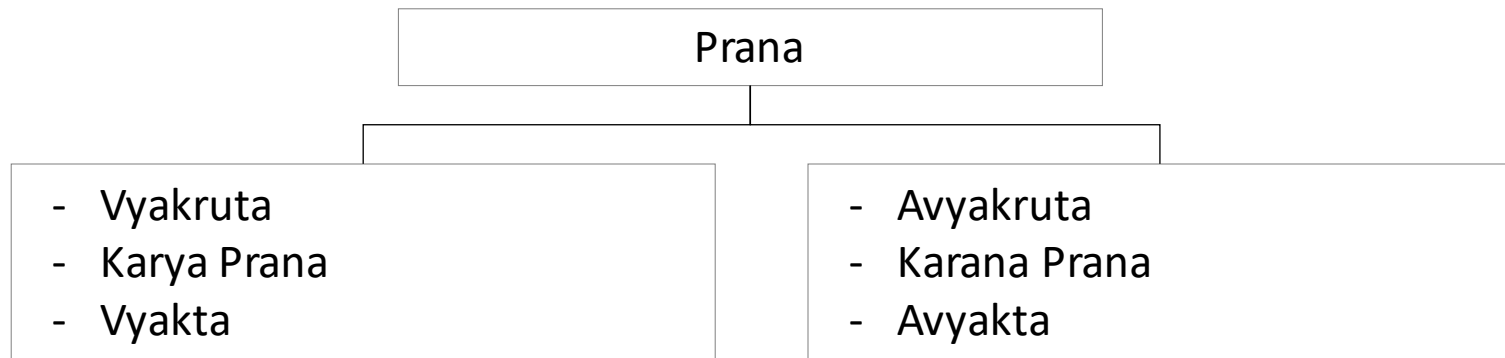 Prana
- Vyakruta
- Karya Prana
- Vyakta
- Avyakruta
- Karana Prana
- Avyakta